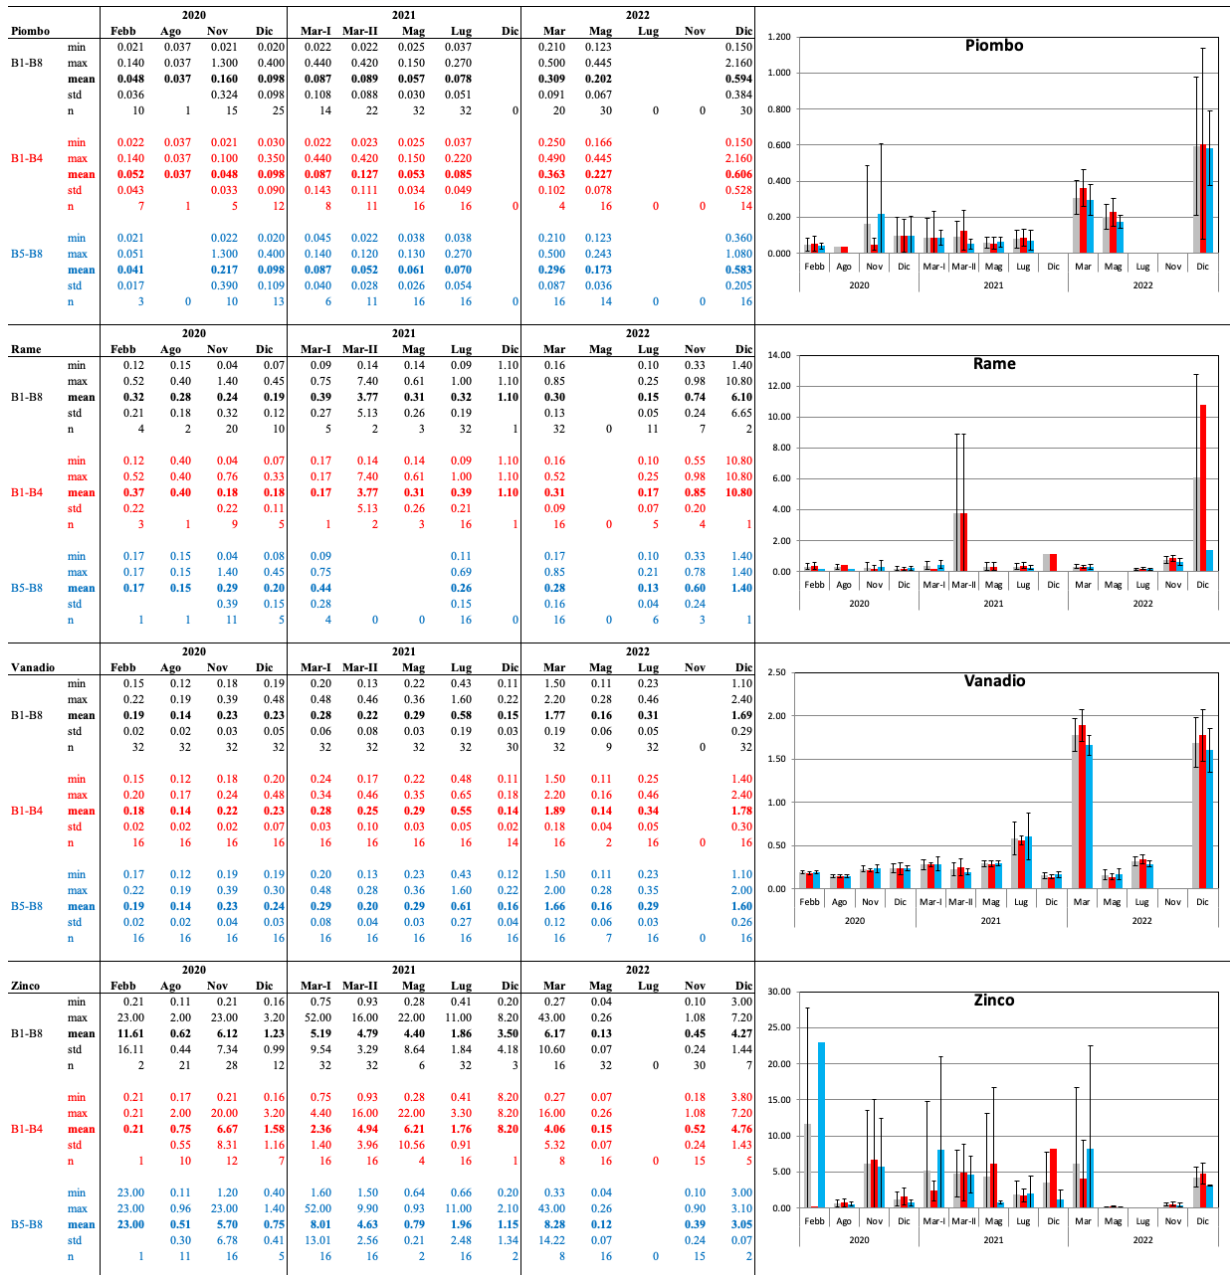 2020 2021 2022
Piombo Febb Ago Nov Dic Mar-I Mar-II Mag Lug Dic Mar Mag Lug Nov Dic
min 0.021 0.037 0.021 0.020 0.022 0.022 0.025 0.037 0.210 0.123 0.150
B1-B8 max 0.140 0.037 1.300 0.400 0.440 0.420 0.150 0.270 0.500 0.445 2.160
mean 0.048 0.037 0.160 0.098 0.087 0.089 0.057 0.078 0.309 0.202 0.594
std 0.036 0.324 0.098 0.108 0.088 0.030 0.051 0.091 0.067 0.384
n 10 1 15 25 14 22 32 32 0 20 30 0 0 30
min 0.022 0.037 0.021 0.030 0.022 0.023 0.025 0.037 0.250 0.166 0.150
B1-B4 max 0.140 0.037 0.100 0.350 0.440 0.420 0.150 0.220 0.490 0.445 2.160
mean 0.052 0.037 0.048 0.098 0.087 0.127 0.053 0.085 0.363 0.227 0.606
std 0.043 0.033 0.090 0.143 0.111 0.034 0.049 0.102 0.078 0.528
n 7 1 5 12 8 11 16 16 0 4 16 0 0 14
min 0.021 0.022 0.020 0.045 0.022 0.038 0.038 0.210 0.123 0.360
B5-B8 max 0.051 1.300 0.400 0.140 0.120 0.130 0.270 0.500 0.243 1.080
mean 0.041 0.217 0.098 0.087 0.052 0.061 0.070 0.296 0.173 0.583
std 0.017 0.390 0.109 0.040 0.028 0.026 0.054 0.087 0.036 0.205
n 3 0 10 13 6 11 16 16 0 16 14 0 0 16
Piombo
1.200
1.000
0.800
0.600
0.400
0.200
0.000
Febb Ago Nov Dic Mar-I Mar-II Mag Lug Dic Mar Mag Lug Nov Dic
2020 2021 2022
2020 2021 2022
Rame Febb Ago Nov Dic Mar-I Mar-II Mag Lug Dic Mar Mag Lug Nov Dic
min 0.12 0.15 0.04 0.07 0.09 0.14 0.14 0.09 1.10 0.16 0.10 0.33 1.40
max 0.52 0.40 1.40 0.45 0.75 7.40 0.61 1.00 1.10 0.85 0.25 0.98 10.80
B1-B8 mean 0.32 0.28 0.24 0.19 0.39 3.77 0.31 0.32 1.10 0.30 0.15 0.74 6.10
std 0.21 0.18 0.32 0.12 0.27 5.13 0.26 0.19 0.13 0.05 0.24 6.65
n 4 2 20 10 5 2 3 32 1 32 0 11 7 2
min 0.12 0.40 0.04 0.07 0.17 0.14 0.14 0.09 1.10 0.16 0.10 0.55 10.80
max 0.52 0.40 0.76 0.33 0.17 7.40 0.61 1.00 1.10 0.52 0.25 0.98 10.80
B1-B4 mean 0.37 0.40 0.18 0.18 0.17 3.77 0.31 0.39 1.10 0.31 0.17 0.85 10.80
std 0.22 0.22 0.11 5.13 0.26 0.21 0.09 0.07 0.20
n 3 1 9 5 1 2 3 16 1 16 0 5 4 1
min 0.17 0.15 0.04 0.08 0.09 0.11 0.17 0.10 0.33 1.40
max 0.17 0.15 1.40 0.45 0.75 0.69 0.85 0.21 0.78 1.40
B5-B8 mean 0.17 0.15 0.29 0.20 0.44 0.26 0.28 0.13 0.60 1.40
std 0.39 0.15 0.28 0.15 0.16 0.04 0.24
n 1 1 11 5 4 0 0 16 0 16 0 6 3 1
Rame
14.00
12.00
10.00
8.00
6.00
4.00
2.00
0.00
Febb Ago Nov Dic Mar-I Mar-II Mag Lug Dic Mar Mag Lug Nov Dic
2020 2021 2022
2020 2021 2022
Vanadio Febb Ago Nov Dic Mar-I Mar-II Mag Lug Dic Mar Mag Lug Nov Dic
min 0.15 0.12 0.18 0.19 0.20 0.13 0.22 0.43 0.11 1.50 0.11 0.23 1.10
max 0.22 0.19 0.39 0.48 0.48 0.46 0.36 1.60 0.22 2.20 0.28 0.46 2.40
B1-B8 mean 0.19 0.14 0.23 0.23 0.28 0.22 0.29 0.58 0.15 1.77 0.16 0.31 1.69
std 0.02 0.02 0.03 0.05 0.06 0.08 0.03 0.19 0.03 0.19 0.06 0.05 0.29
n 32 32 32 32 32 32 32 32 30 32 9 32 0 32
min 0.15 0.12 0.18 0.20 0.24 0.17 0.22 0.48 0.11 1.50 0.11 0.25 1.40
max 0.20 0.17 0.24 0.48 0.34 0.46 0.35 0.65 0.18 2.20 0.16 0.46 2.40
B1-B4 mean 0.18 0.14 0.22 0.23 0.28 0.25 0.29 0.55 0.14 1.89 0.14 0.34 1.78
std 0.02 0.02 0.02 0.07 0.03 0.10 0.03 0.05 0.02 0.18 0.04 0.05 0.30
n 16 16 16 16 16 16 16 16 14 16 2 16 0 16
min 0.17 0.12 0.19 0.19 0.20 0.13 0.23 0.43 0.12 1.50 0.11 0.23 1.10
max 0.22 0.19 0.39 0.30 0.48 0.28 0.36 1.60 0.22 2.00 0.28 0.35 2.00
B5-B8 mean 0.19 0.14 0.23 0.24 0.29 0.20 0.29 0.61 0.16 1.66 0.16 0.29 1.60
std 0.02 0.02 0.04 0.03 0.08 0.04 0.03 0.27 0.04 0.12 0.06 0.03 0.26
n 16 16 16 16 16 16 16 16 16 16 7 16 0 16
Vanadio
2.50
2.00
1.50
1.00
0.50
0.00
Febb Ago Nov Dic Mar-I Mar-II Mag Lug Dic Mar Mag Lug Nov Dic
2020 2021 2022
2020 2021 2022
Zinco Febb Ago Nov Dic Mar-I Mar-II Mag Lug Dic Mar Mag Lug Nov Dic
min 0.21 0.11 0.21 0.16 0.75 0.93 0.28 0.41 0.20 0.27 0.04 0.10 3.00
max 23.00 2.00 23.00 3.20 52.00 16.00 22.00 11.00 8.20 43.00 0.26 1.08 7.20
B1-B8 mean 11.61 0.62 6.12 1.23 5.19 4.79 4.40 1.86 3.50 6.17 0.13 0.45 4.27
std 16.11 0.44 7.34 0.99 9.54 3.29 8.64 1.84 4.18 10.60 0.07 0.24 1.44
n 2 21 28 12 32 32 6 32 3 16 32 0 30 7
min 0.21 0.17 0.21 0.16 0.75 0.93 0.28 0.41 8.20 0.27 0.07 0.18 3.80
max 0.21 2.00 20.00 3.20 4.40 16.00 22.00 3.30 8.20 16.00 0.26 1.08 7.20
B1-B4 mean 0.21 0.75 6.67 1.58 2.36 4.94 6.21 1.76 8.20 4.06 0.15 0.52 4.76
std 0.55 8.31 1.16 1.40 3.96 10.56 0.91 5.32 0.07 0.24 1.43
n 1 10 12 7 16 16 4 16 1 8 16 0 15 5
min 23.00 0.11 1.20 0.40 1.60 1.50 0.64 0.66 0.20 0.33 0.04 0.10 3.00
max 23.00 0.96 23.00 1.40 52.00 9.90 0.93 11.00 2.10 43.00 0.26 0.90 3.10
B5-B8 mean 23.00 0.51 5.70 0.75 8.01 4.63 0.79 1.96 1.15 8.28 0.12 0.39 3.05
std 0.30 6.78 0.41 13.01 2.56 0.21 2.48 1.34 14.22 0.07 0.24 0.07
n 1 11 16 5 16 16 2 16 2 8 16 0 15 2
Zinco
30.00
25.00
20.00
15.00
10.00
5.00
0.00
Febb Ago Nov Dic Mar-I Mar-II Mag Lug Dic Mar Mag Lug Nov Dic
2020 2021 2022